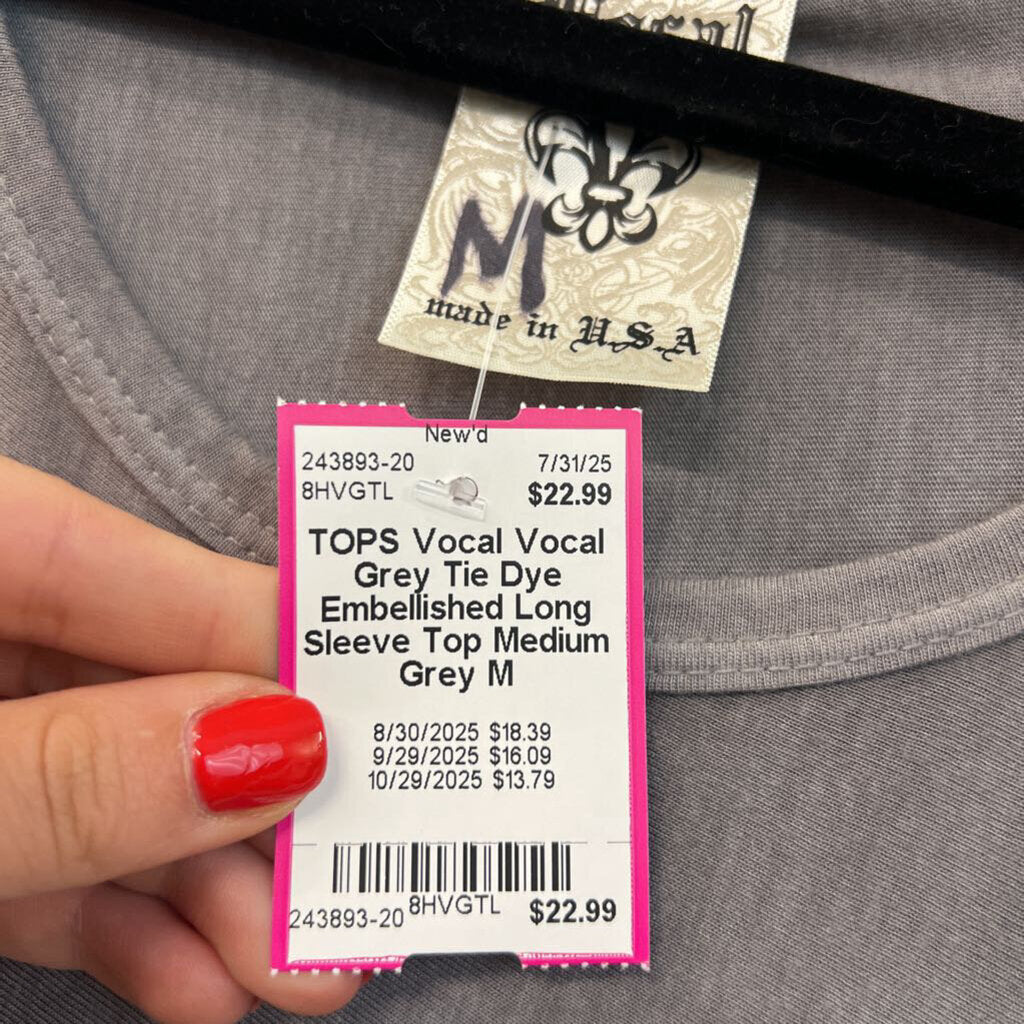 M
made in U.S.A
New'd
243893-20 7/31/25
8HVGTL $22.99
TOPS Vocal Vocal
Grey Tie Dye
Embellished Long
Sleeve Top Medium
Grey M
8/30/2025 $18.39
9/29/2025 $16.09
10/29/2025 $13.79
243893-20 8HVGTL $22.99